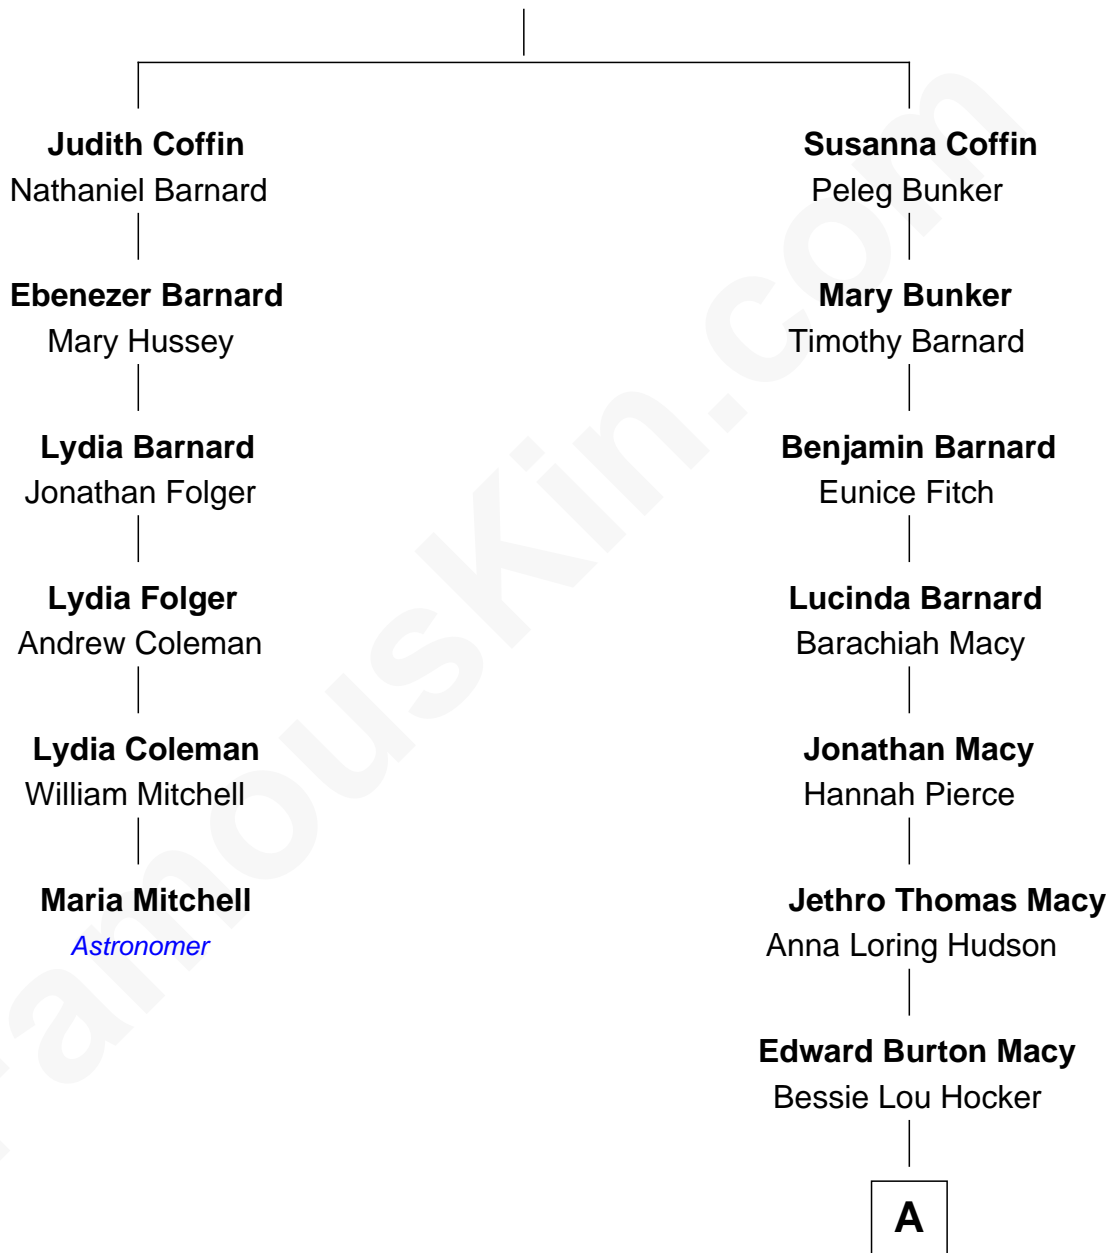 Judith Coffin
Nathaniel Barnard
Ebenezer Barnard
Mary Hussey
Lydia Barnard
Jonathan Folger
Lydia Folger
Andrew Coleman
Lydia Coleman
William Mitchell
Maria Mitchell
Astronomer
Susanna Coffin
Peleg Bunker
Mary Bunker
Timothy Barnard
Benjamin Barnard
Eunice Fitch
Lucinda Barnard
Barachiah Macy
Jonathan Macy
Hannah Pierce
Jethro Thomas Macy
Anna Loring Hudson
Edward Burton Macy
Bessie Lou Hocker
A
FamousKin.com